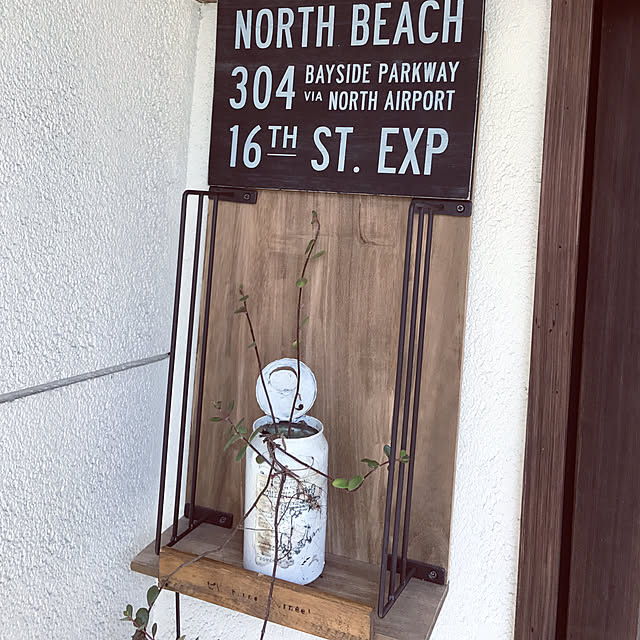 NORTH BEACH
304 BAYSIDE PARKWAY
VIA NORTH AIRPORT
16TH ST. EXP